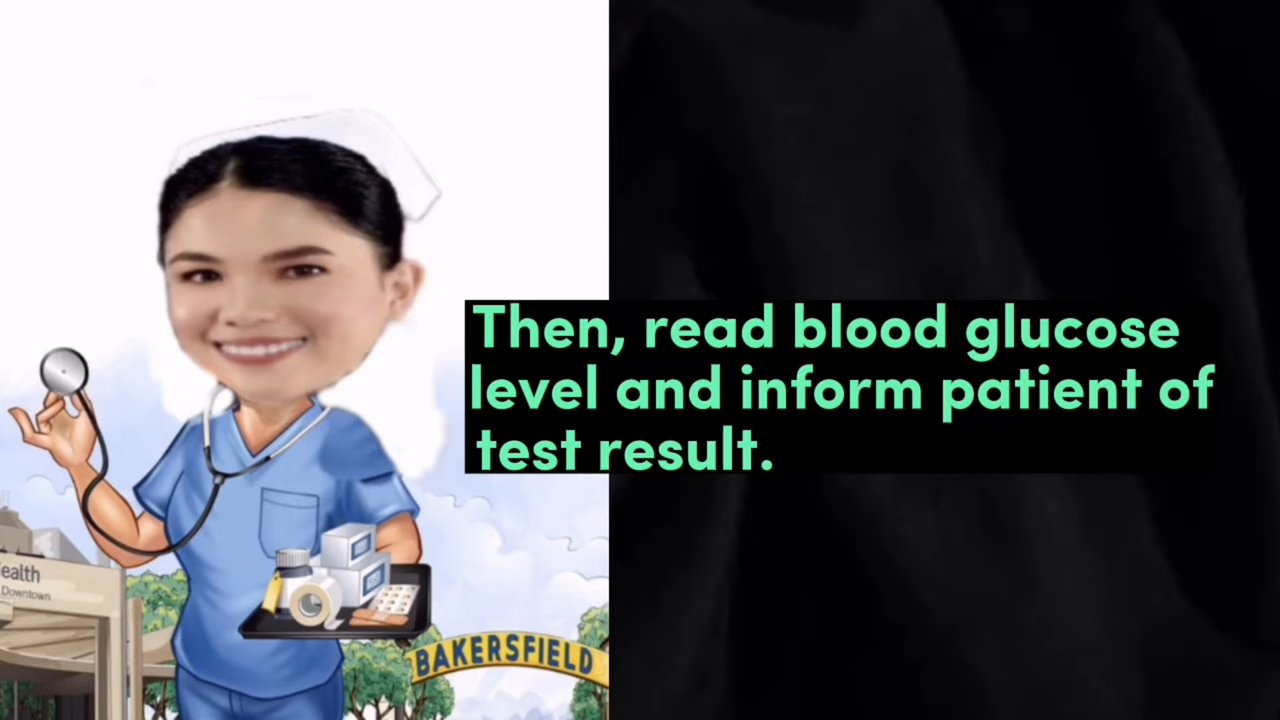 Then, read blood glucose
level and inform patient of
test result.
ealth
Downtown
BAKERSFIELD